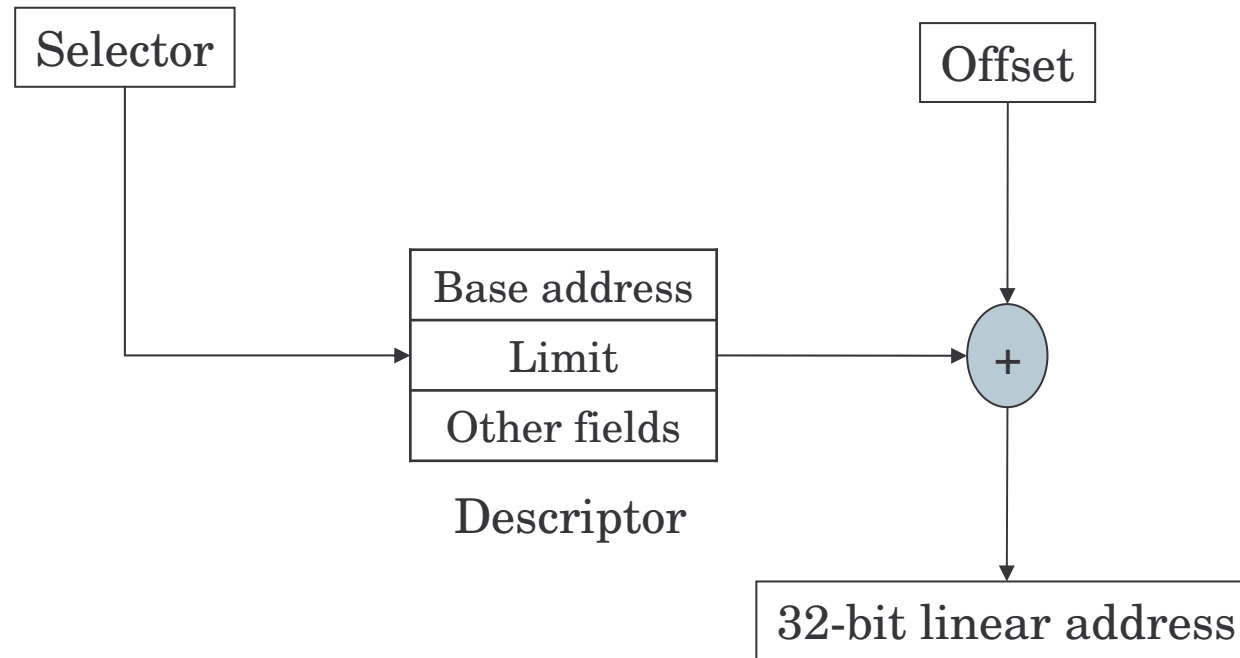 Selector
Offset
Base address
Limit
+
Other fields
Descriptor
32-bit linear address